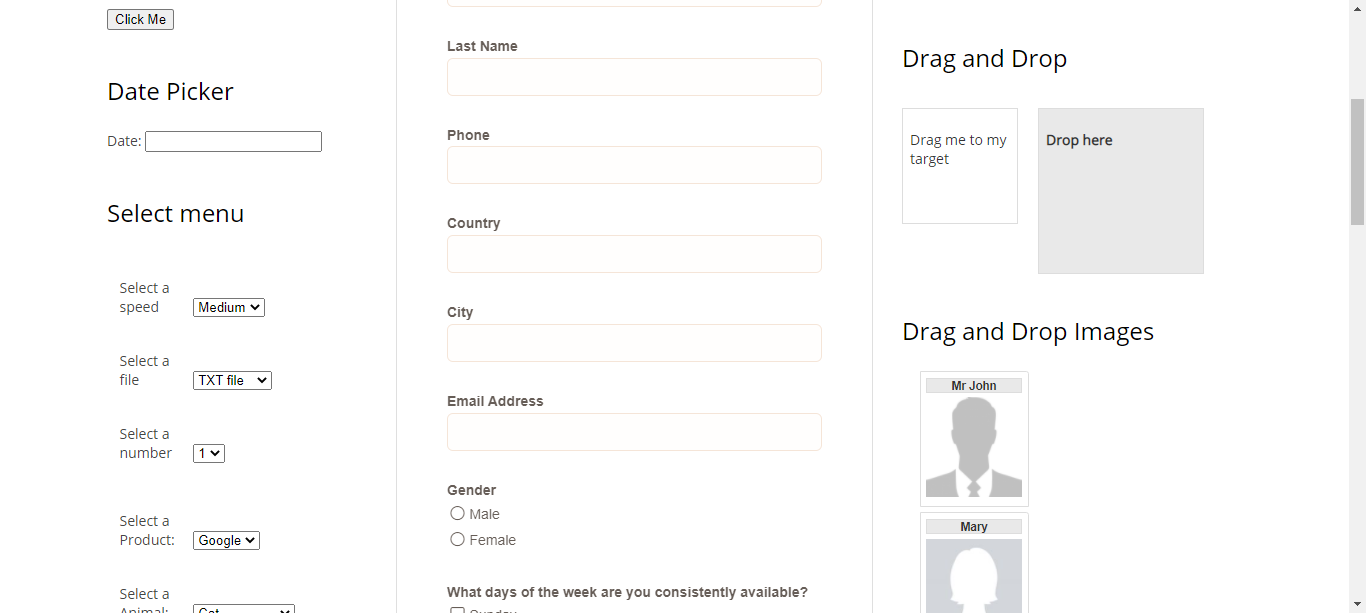 Click Me
Date Picker
Date:
Select menu
Select a
speed
Medium
Select a
file
TXT file
Select a
number
1
Select a
Product:
Google
Select a
Animal:
Cat
Last Name
Phone
Country
City
Email Address
Gender
Male
Female
What days of the week are you consistently available?
Sunday
Drag and Drop
Drag me to my
target
Drop here
Drag and Drop Images
Mr John
Mary